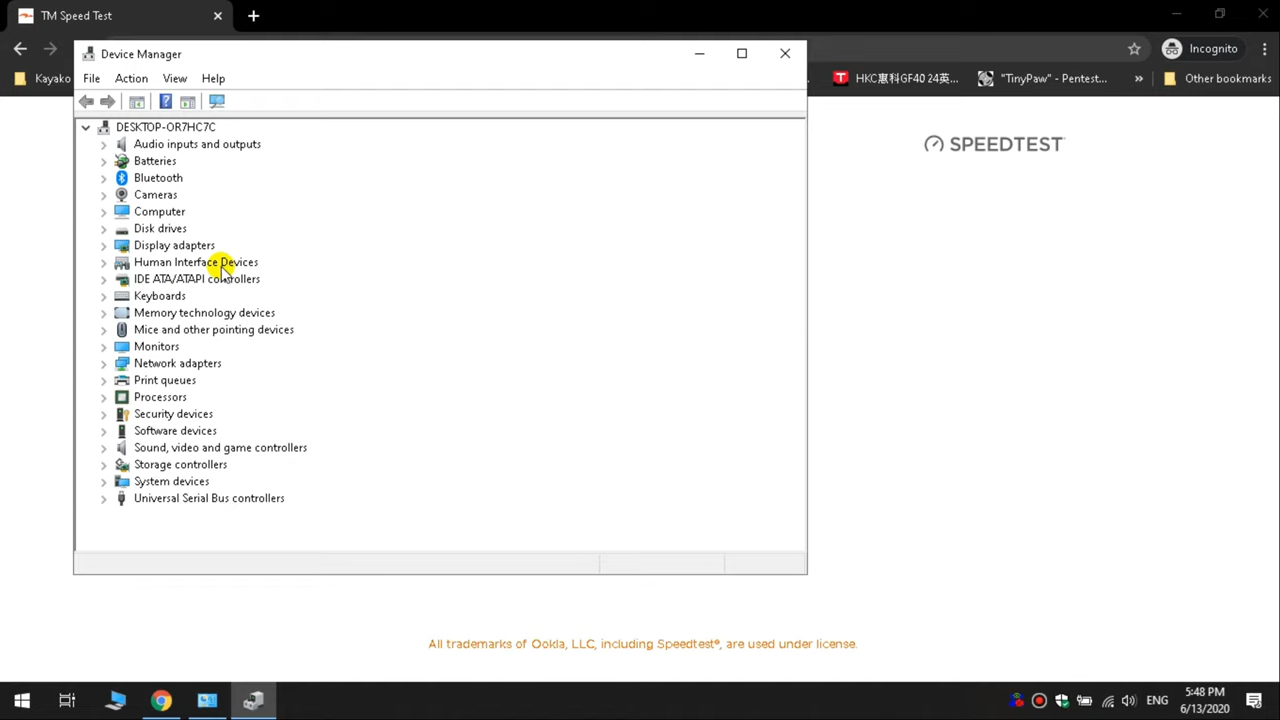 TM Speed Test
Incognito
Kayako
HKC惠科GF40 24英...
"TinyPaw" - Pentest...
»
Other bookmarks
Device Manager
File Action View Help
DESKTOP-OR7HC7C
Audio inputs and outputs
Batteries
Bluetooth
Cameras
Computer
Disk drives
Display adapters
Human Interface Devices
IDE ATA/ATAPI controllers
Keyboards
Memory technology devices
Mice and other pointing devices
Monitors
Network adapters
Print queues
Processors
Security devices
Software devices
Sound, video and game controllers
Storage controllers
System devices
Universal Serial Bus controllers
SPEEDTEST
All trademarks of Ookla, LLC, including Speedtest®, are used under license.
ENG
5:48 PM
6/13/2020